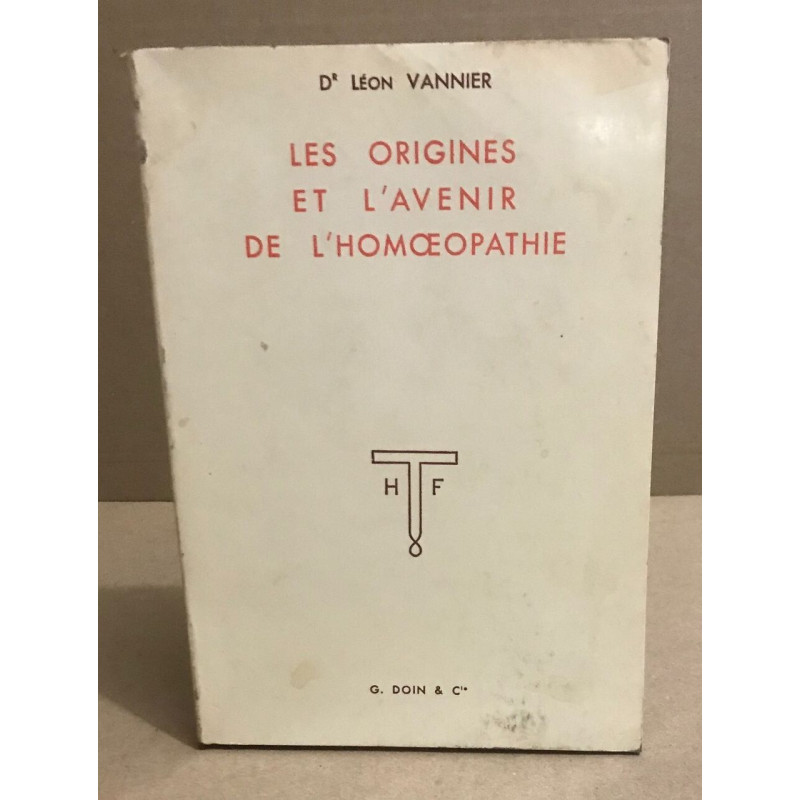 Dʳ LÉON VANNIER
LES ORIGINES
ET L'AVENIR
DE L'HOMŒOPATHIE
H T F
G. DOIN & Cⁱᵉ